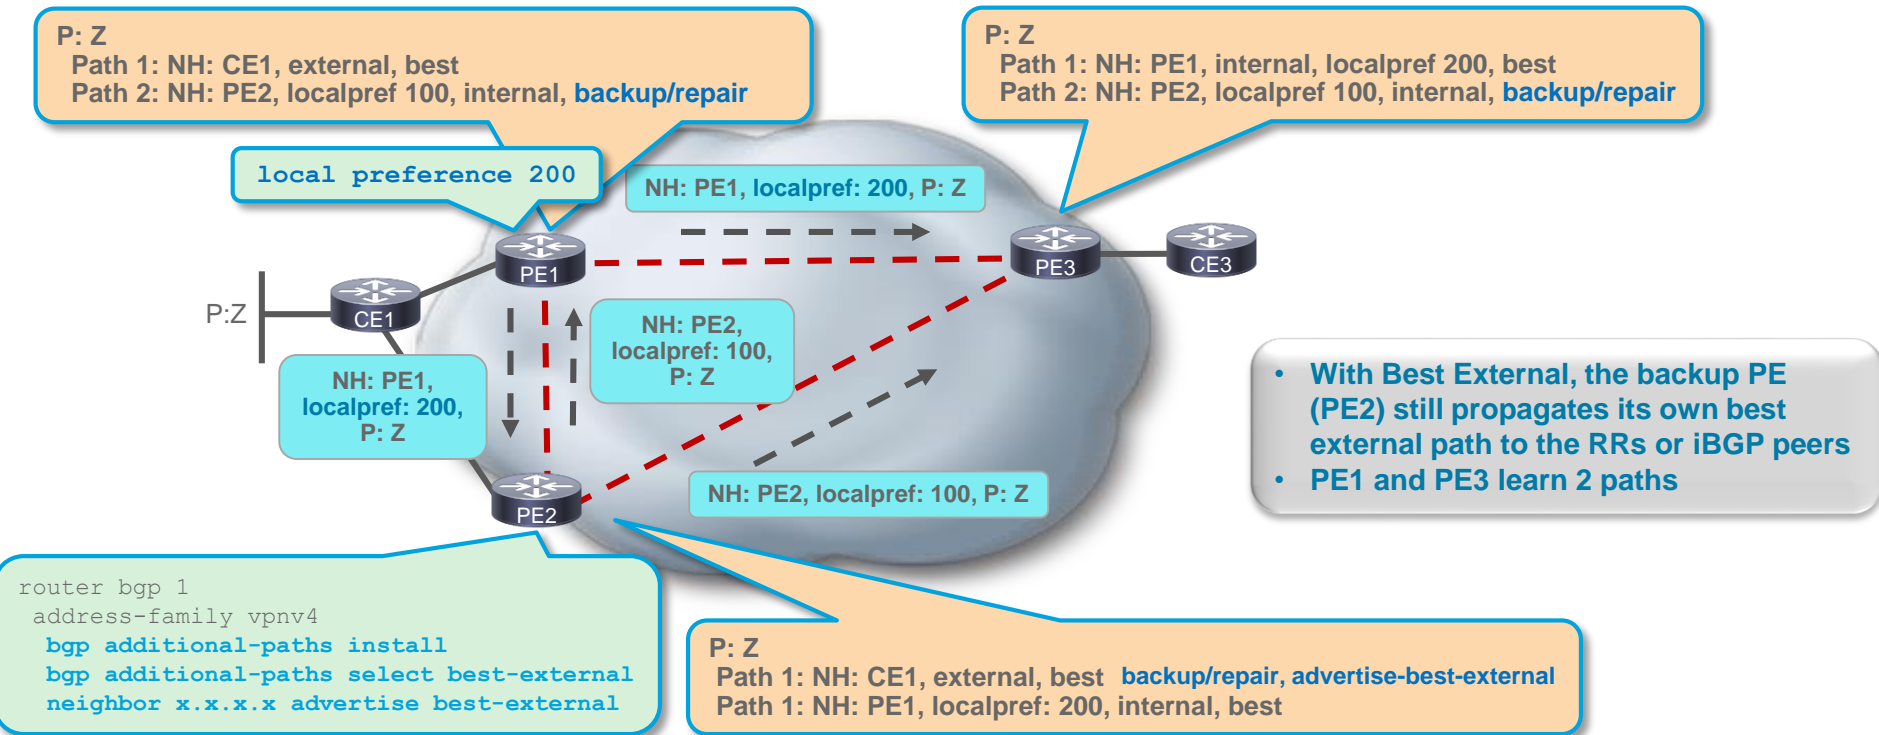 P: Z
Path 1: NH: CE1, external, best
Path 2: NH: PE2, localpref 100, internal, backup/repair
P: Z
Path 1: NH: PE1, internal, localpref 200, best
Path 2: NH: PE2, localpref 100, internal, backup/repair
local preference 200
NH: PE1, localpref: 200, P: Z
PE1
PE3
CE3
P:Z
CE1
NH: PE2,
localpref: 100,
P: Z
NH: PE1,
localpref: 200,
P: Z
• With Best External, the backup PE
(PE2) still propagates its own best
external path to the RRs or iBGP peers
• PE1 and PE3 learn 2 paths
NH: PE2, localpref: 100, P: Z
PE2
router bgp 1
address-family vpnv4
bgp additional-paths install
bgp additional-paths select best-external
neighbor x.x.x.x advertise best-external
P: Z
Path 1: NH: CE1, external, best backup/repair, advertise-best-external
Path 1: NH: PE1, localpref: 200, internal, best